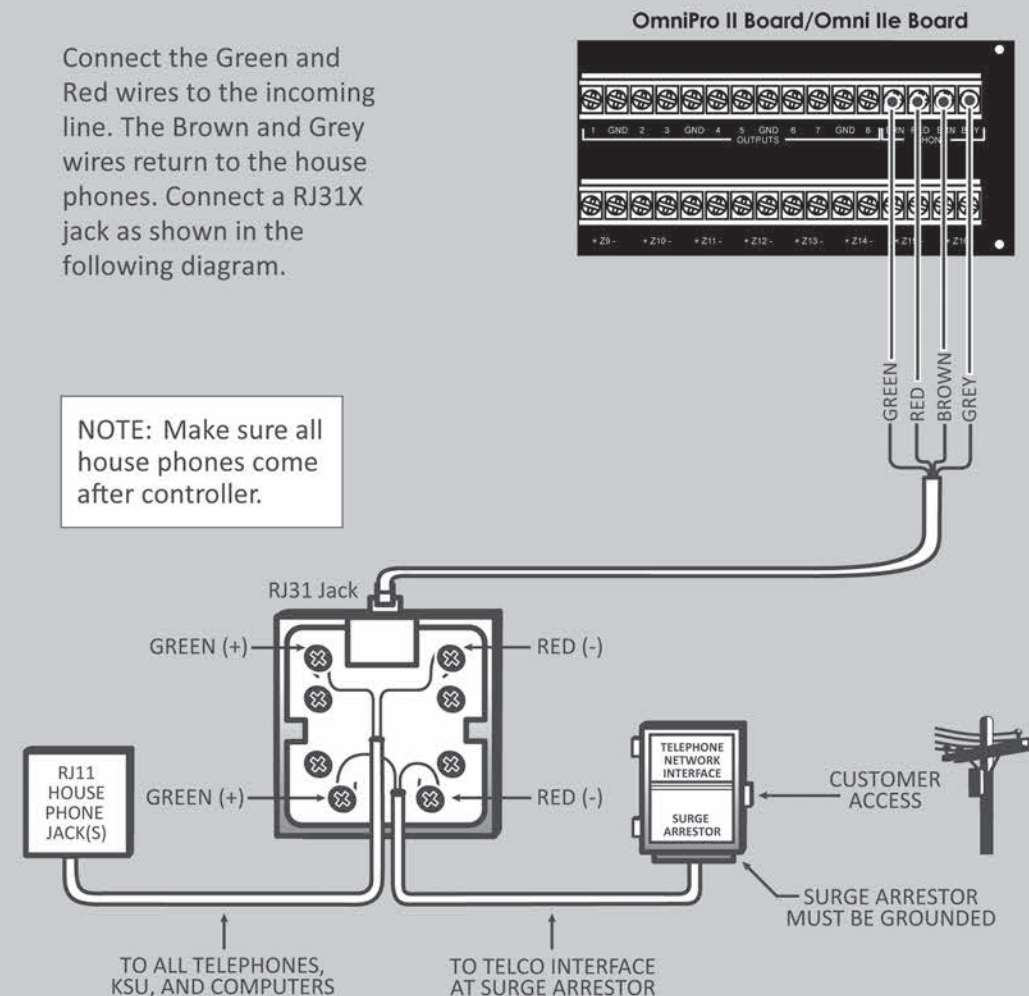 OmniPro II Board/Omni IIe Board
Connect the Green and
Red wires to the incoming
line. The Brown and Grey
wires return to the house
phones. Connect a RJ31X
jack as shown in the
following diagram.
1 GND 2 3 GND 4 5 GND 6 7 GND 8
OUTPUTS
+ Z9 - + Z10 - + Z11 - + Z12 - + Z13 - + Z14 -
GREEN
RED
BROWN
GREY
NOTE: Make sure all
house phones come
after controller.
RJ31 Jack
GREEN (+)
RED (-)
RJ11
HOUSE
PHONE
JACK(S)
GREEN (+)
RED (-)
TELEPHONE
NETWORK
INTERFACE
SURGE
ARRESTOR
CUSTOMER
ACCESS
SURGE ARRESTOR
MUST BE GROUNDED
TO ALL TELEPHONES,
KSU, AND COMPUTERS
TO TELCO INTERFACE
AT SURGE ARRESTOR